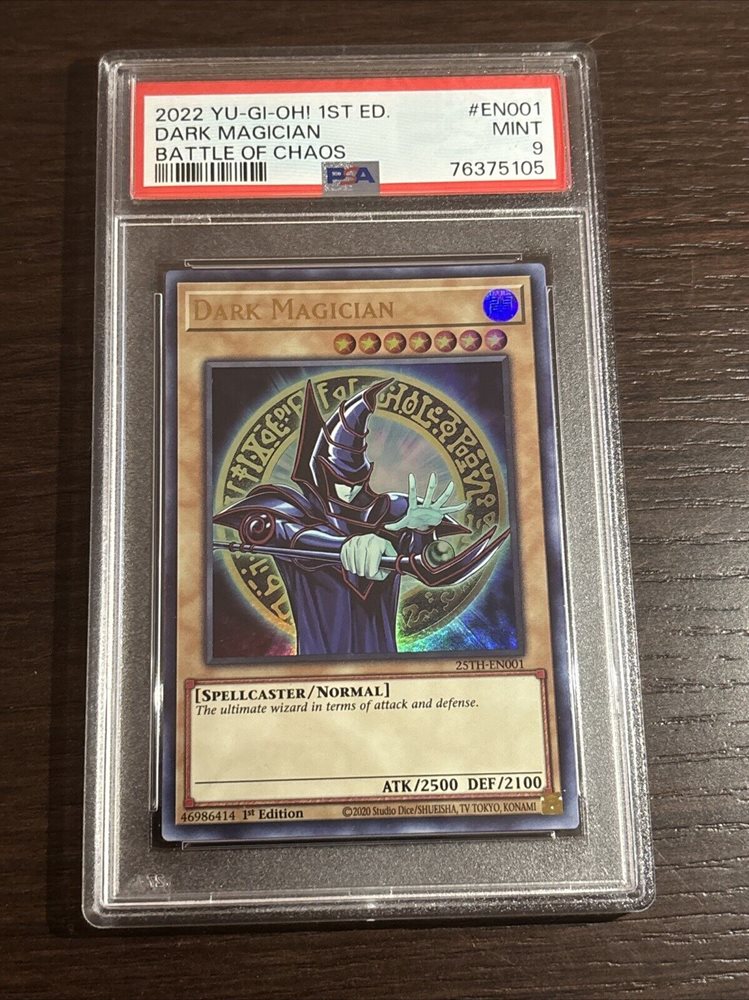 2022 YU-GI-OH! 1ST ED. #EN001
DARK MAGICIAN MINT
BATTLE OF CHAOS 9
PSA 76375105
DARK MAGICIAN 闇
25TH-EN001
[SPELLCASTER/NORMAL]
The ultimate wizard in terms of attack and defense.
ATK/2500 DEF/2100
46986414 1st Edition ©2020 Studio Dice/SHUEISHA, TV TOKYO, KONAMI